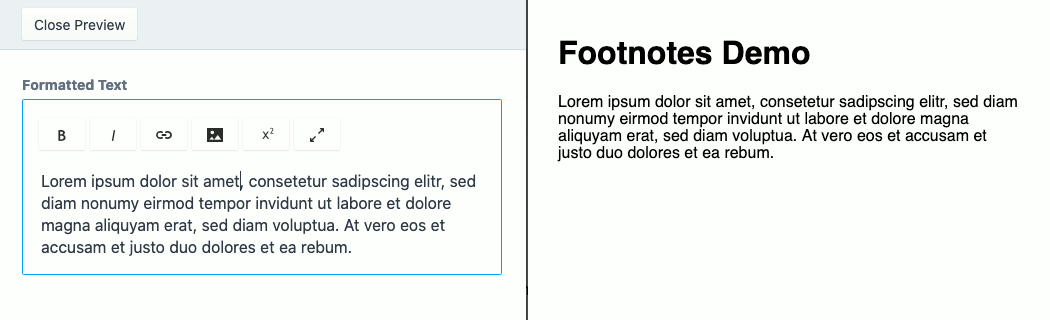 Close Preview
Formatted Text
B I x²
Lorem ipsum dolor sit amet, consetetur sadipscing elitr, sed
diam nonumy eirmod tempor invidunt ut labore et dolore
magna aliquyam erat, sed diam voluptua. At vero eos et
accusam et justo duo dolores et ea rebum.
Footnotes Demo
Lorem ipsum dolor sit amet, consetetur sadipscing elitr, sed diam
nonumy eirmod tempor invidunt ut labore et dolore magna
aliquyam erat, sed diam voluptua. At vero eos et accusam et
justo duo dolores et ea rebum.